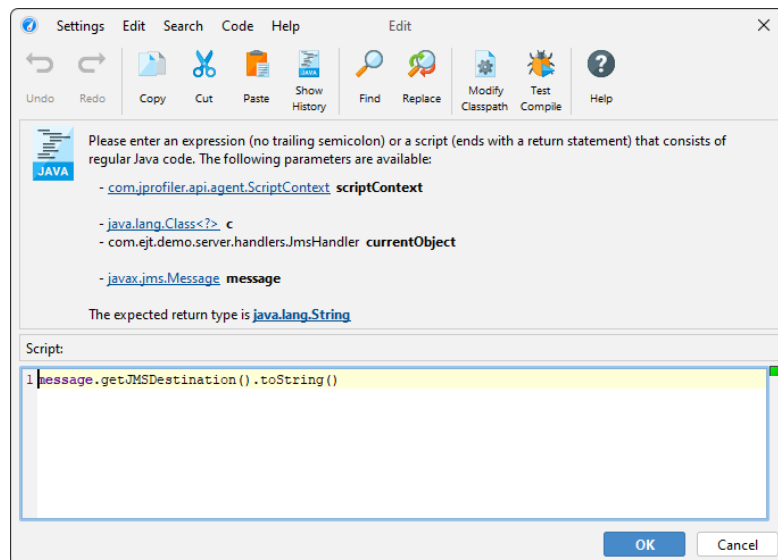 Settings Edit Search Code Help Edit
Undo Redo Copy Cut Paste Show History Find Replace Modify Classpath Test Compile Help
JAVA
Please enter an expression (no trailing semicolon) or a script (ends with a return statement) that consists of
regular Java code. The following parameters are available:
JAVA
- com.jprofiler.api.agent.ScriptContext scriptContext
- java.lang.Class<?> c
- com.ejt.demo.server.handlers.JmsHandler currentObject
- javax.jms.Message message
The expected return type is java.lang.String
Script:
1 message.getJMSDestination().toString()
OK Cancel